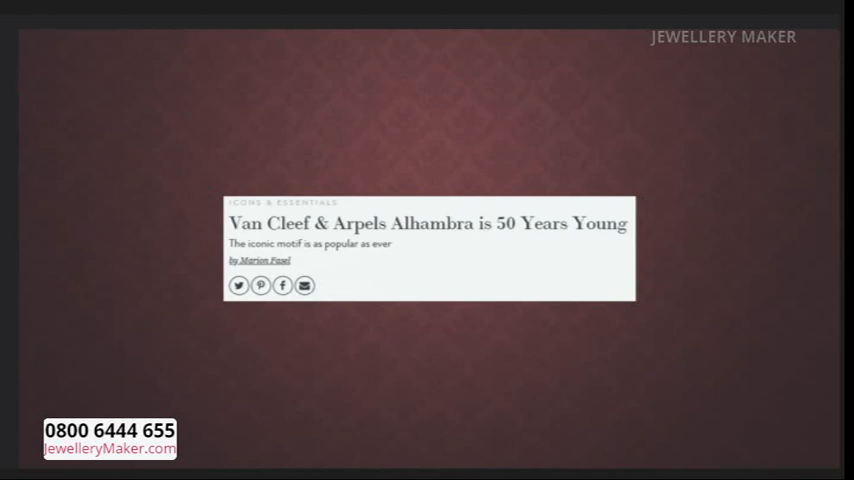 JEWELLERY MAKER
ICONS & ESSENTIALS
Van Cleef & Arpels Alhambra is 50 Years Young
The iconic motif is as popular as ever
by Marion Fasel
0800 6444 655
JewelleryMaker.com